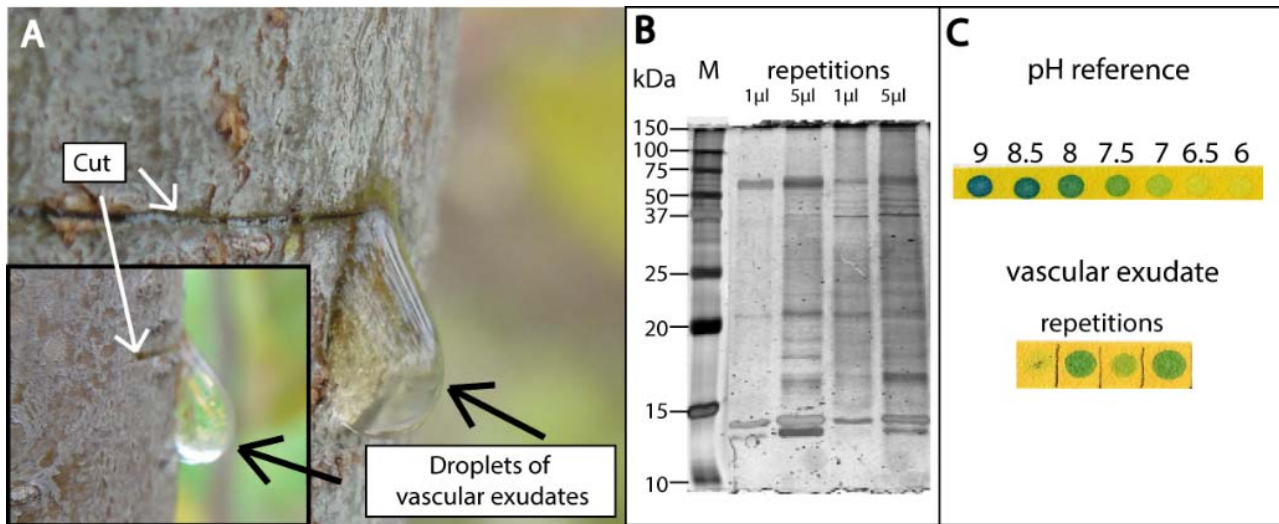 A
Cut
Droplets of
vascular exudates
B
kDa M repetitions
1µl 5µl 1µl 5µl
150
100
75
50
37
25
20
15
10
C
pH reference
9 8.5 8 7.5 7 6.5 6
vascular exudate
repetitions